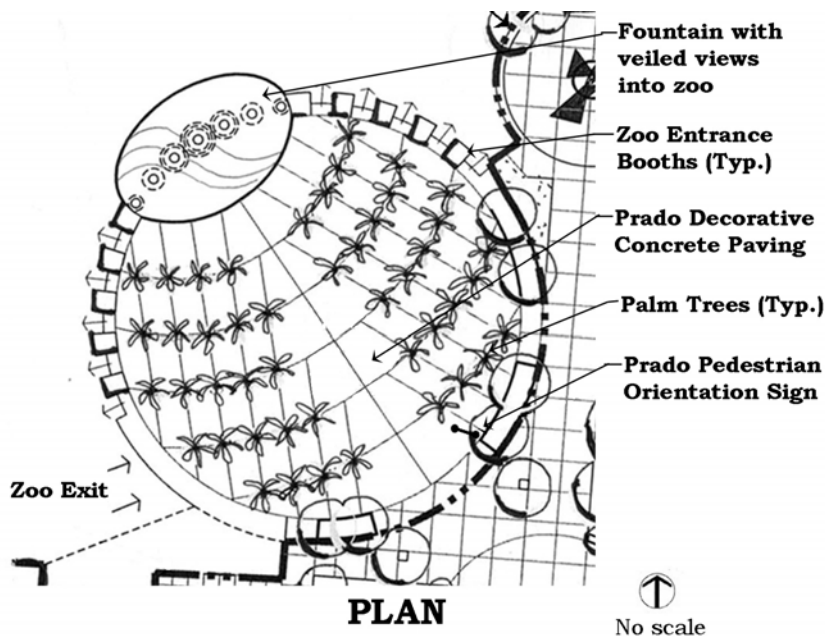 Fountain with
veiled views
into zoo
Zoo Entrance
Booths (Typ.)
Prado Decorative
Concrete Paving
Palm Trees (Typ.)
Prado Pedestrian
Orientation Sign
Zoo Exit
PLAN
No scale